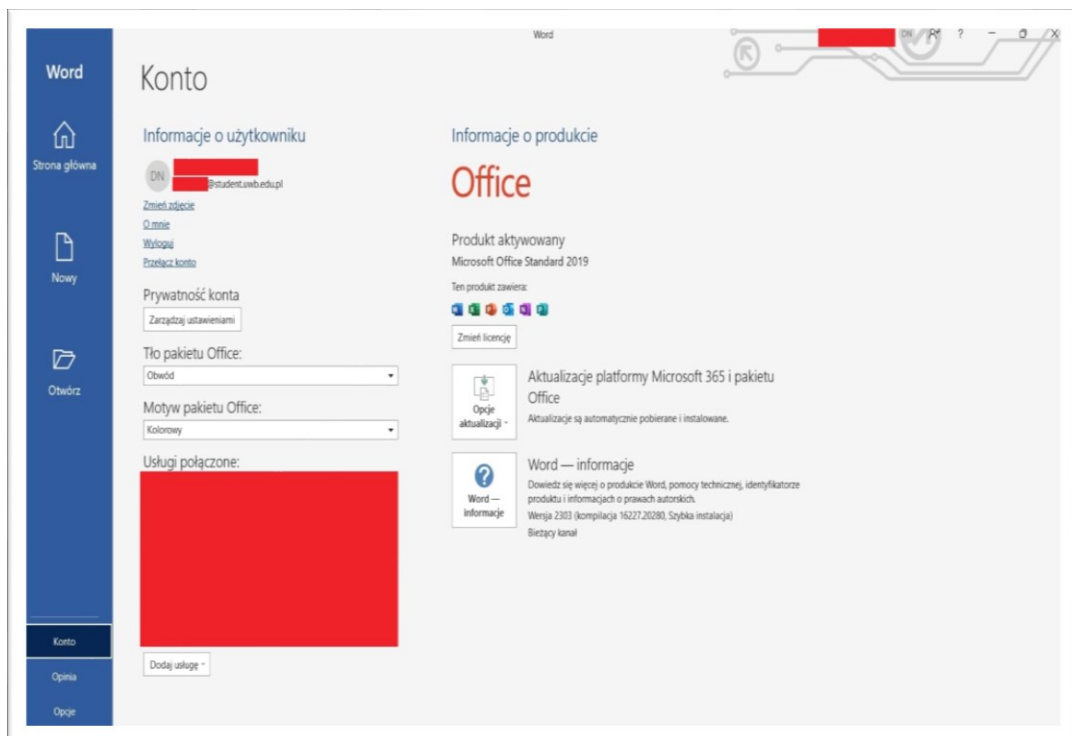 Word
DN
?
Word
Strona główna
Nowy
Otwórz
Konto
Opinia
Opcje
Konto
Informacje o użytkowniku
DN
@student.uwb.edu.pl
Zmień zdjęcie
O mnie
Wyloguj
Przełącz konto
Prywatność konta
Zarządzaj ustawieniami
Tło pakietu Office:
Obwód
Motyw pakietu Office:
Kolorowy
Usługi połączone:
Dodaj usługę
Informacje o produkcie
Office
Produkt aktywowany
Microsoft Office Standard 2019
Ten produkt zawiera:
Zmień licencję
Opcje
aktualizacji
Aktualizacje platformy Microsoft 365 i pakietu
Office
Aktualizacje są automatycznie pobierane i instalowane.
Word —
informacje
Word — informacje
Dowiedz się więcej o produkcie Word, pomocy technicznej, identyfikatorze
produktu i informacjach o prawach autorskich.
Wersja 2303 (kompilacja 16227.20280, Szybka instalacja)
Bieżący kanał